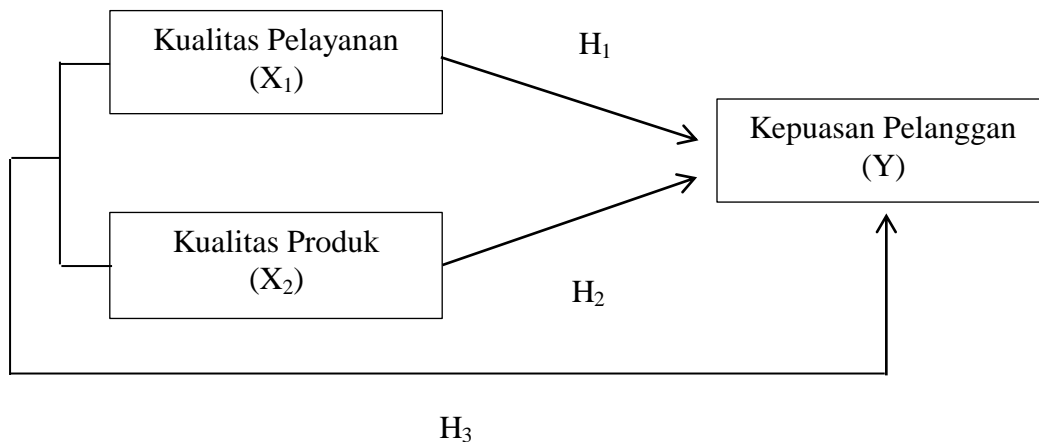 Kualitas Pelayanan
(X₁)
H₁
Kepuasan Pelanggan
(Y)
Kualitas Produk
(X₂)
H₂
H₃